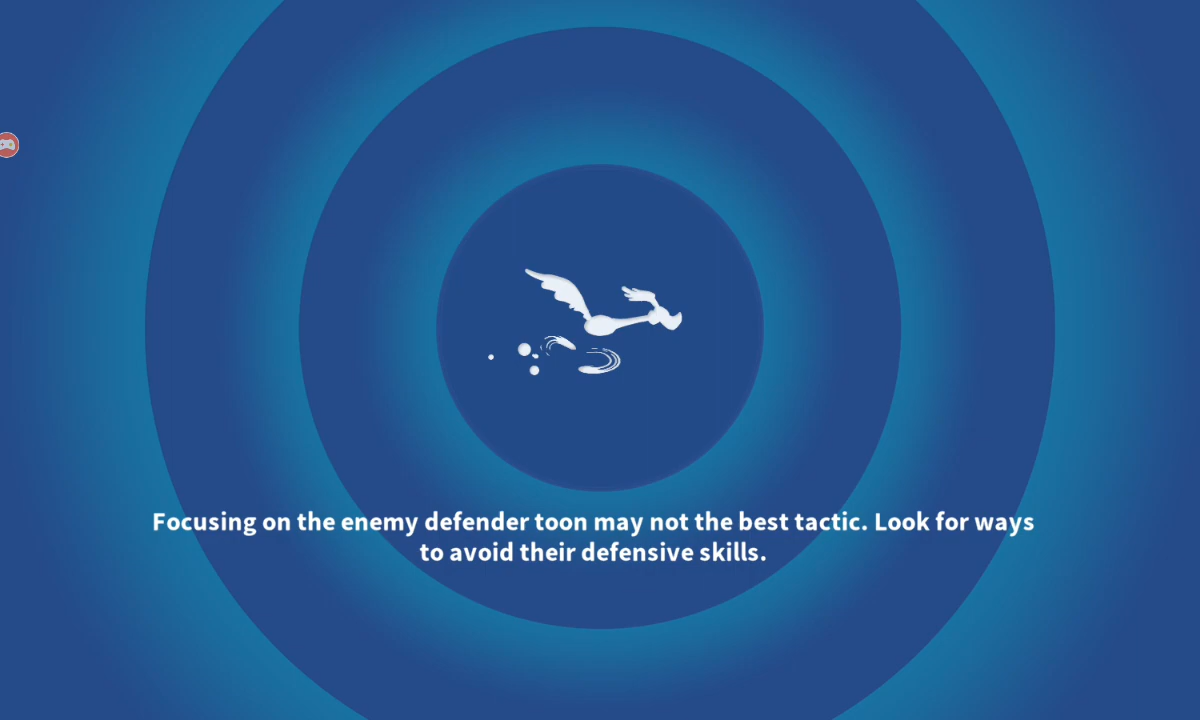 Focusing on the enemy defender toon may not the best tactic. Look for ways
to avoid their defensive skills.